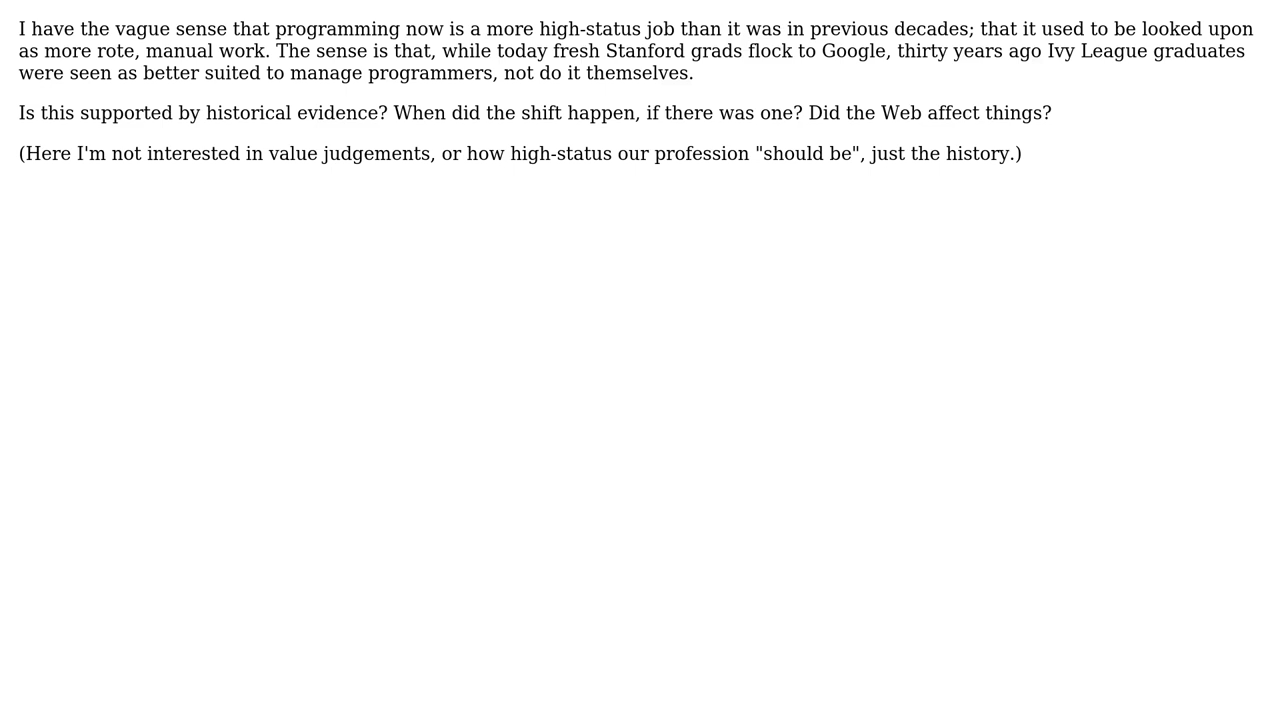 I have the vague sense that programming now is a more high-status job than it was in previous decades; that it used to be looked upon
as more rote, manual work. The sense is that, while today fresh Stanford grads flock to Google, thirty years ago Ivy League graduates
were seen as better suited to manage programmers, not do it themselves.
Is this supported by historical evidence? When did the shift happen, if there was one? Did the Web affect things?
(Here I'm not interested in value judgements, or how high-status our profession "should be", just the history.)